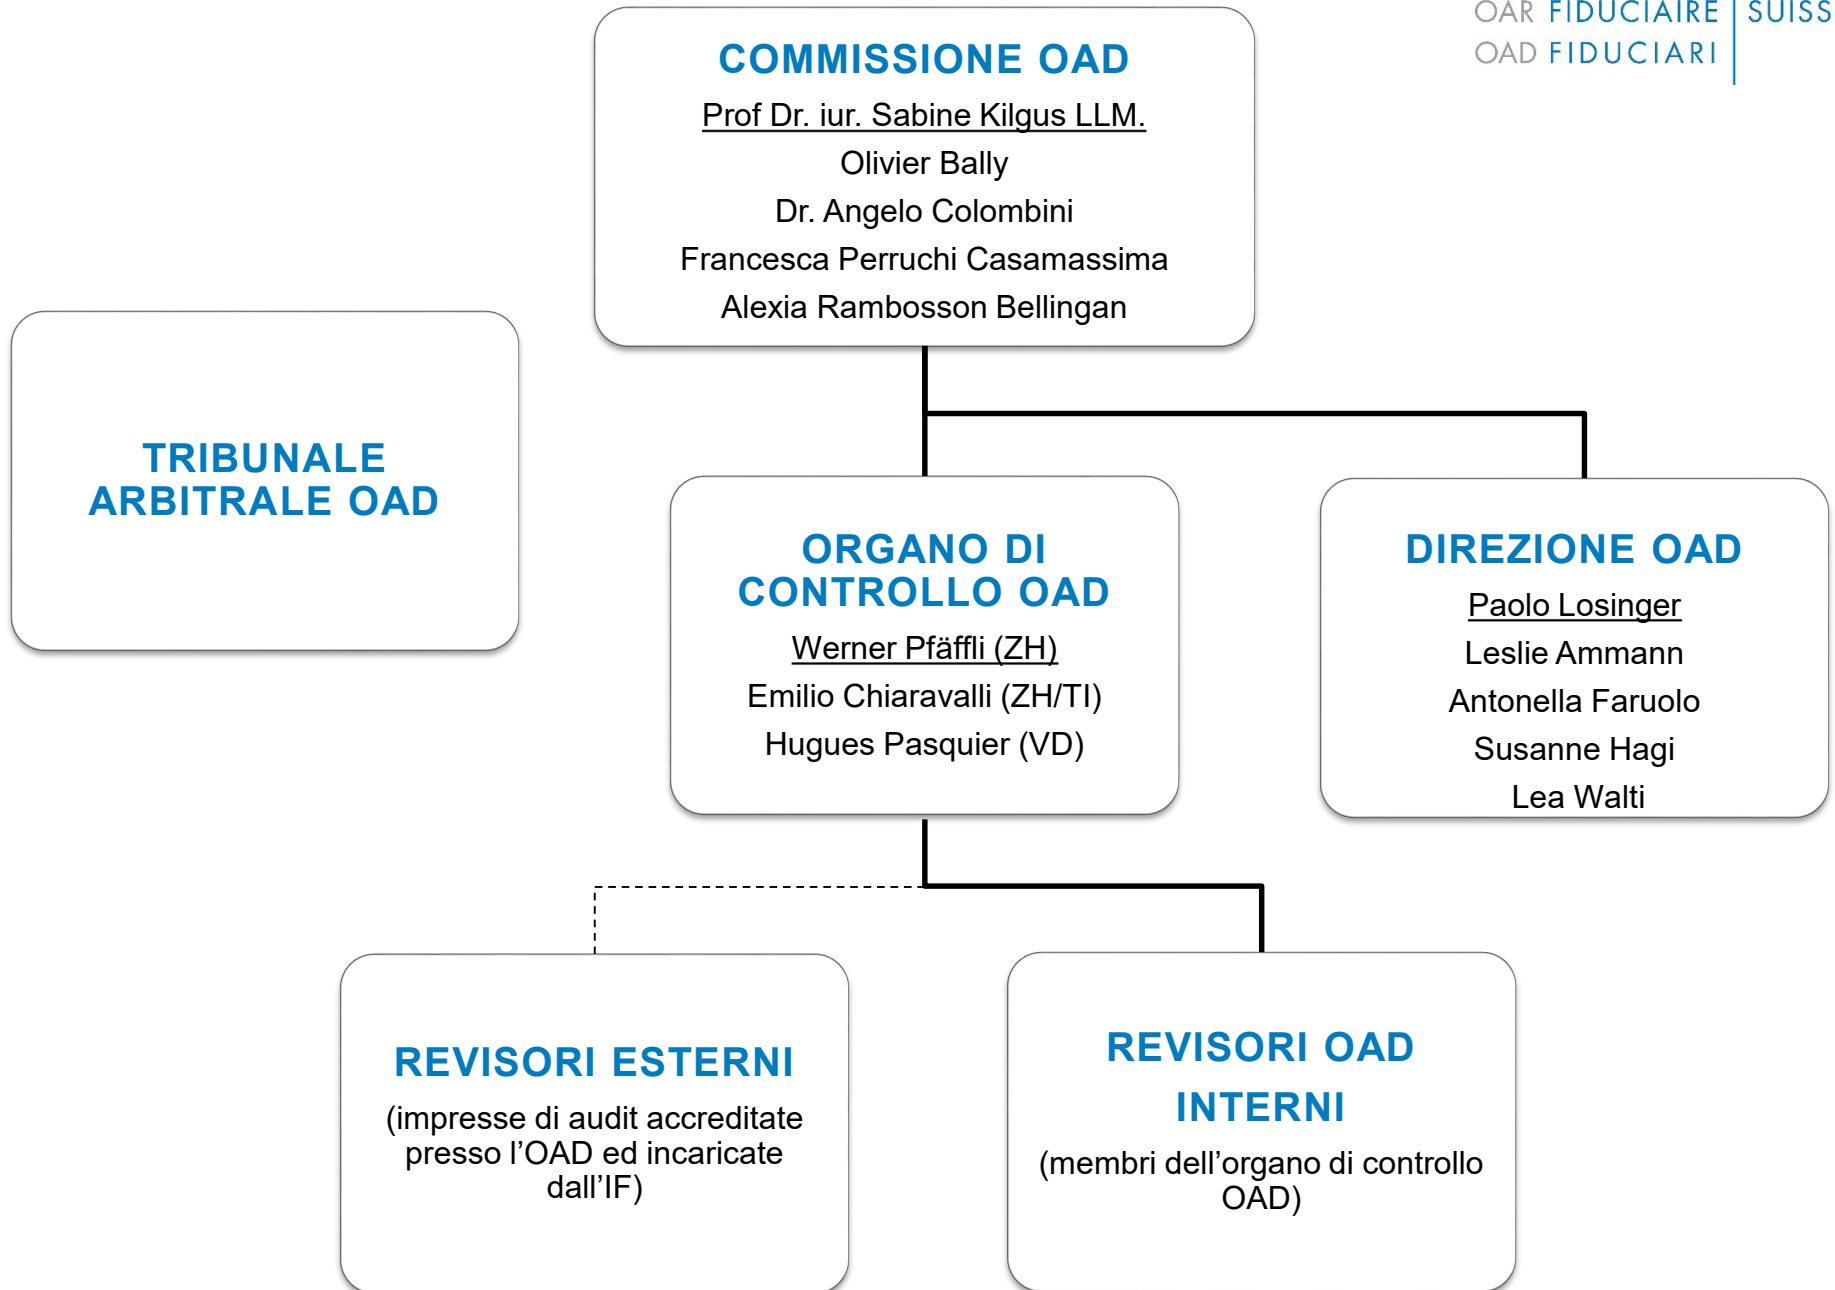 OAR FIDUCIAIRE SUISS
OAD FIDUCIARI
COMMISSIONE OAD
Prof Dr. iur. Sabine Kilgus LLM.
Olivier Bally
Dr. Angelo Colombini
Francesca Perruchi Casamassima
Alexia Rambosson Bellingan
TRIBUNALE
ARBITRALE OAD
ORGANO DI
CONTROLLO OAD
Werner Pfäffli (ZH)
Emilio Chiaravalli (ZH/TI)
Hugues Pasquier (VD)
DIREZIONE OAD
Paolo Losinger
Leslie Ammann
Antonella Faruolo
Susanne Hagi
Lea Walti
REVISORI ESTERNI
(impresse di audit accreditate
presso l’OAD ed incaricate
dall’IF)
REVISORI OAD
INTERNI
(membri dell’organo di controllo
OAD)